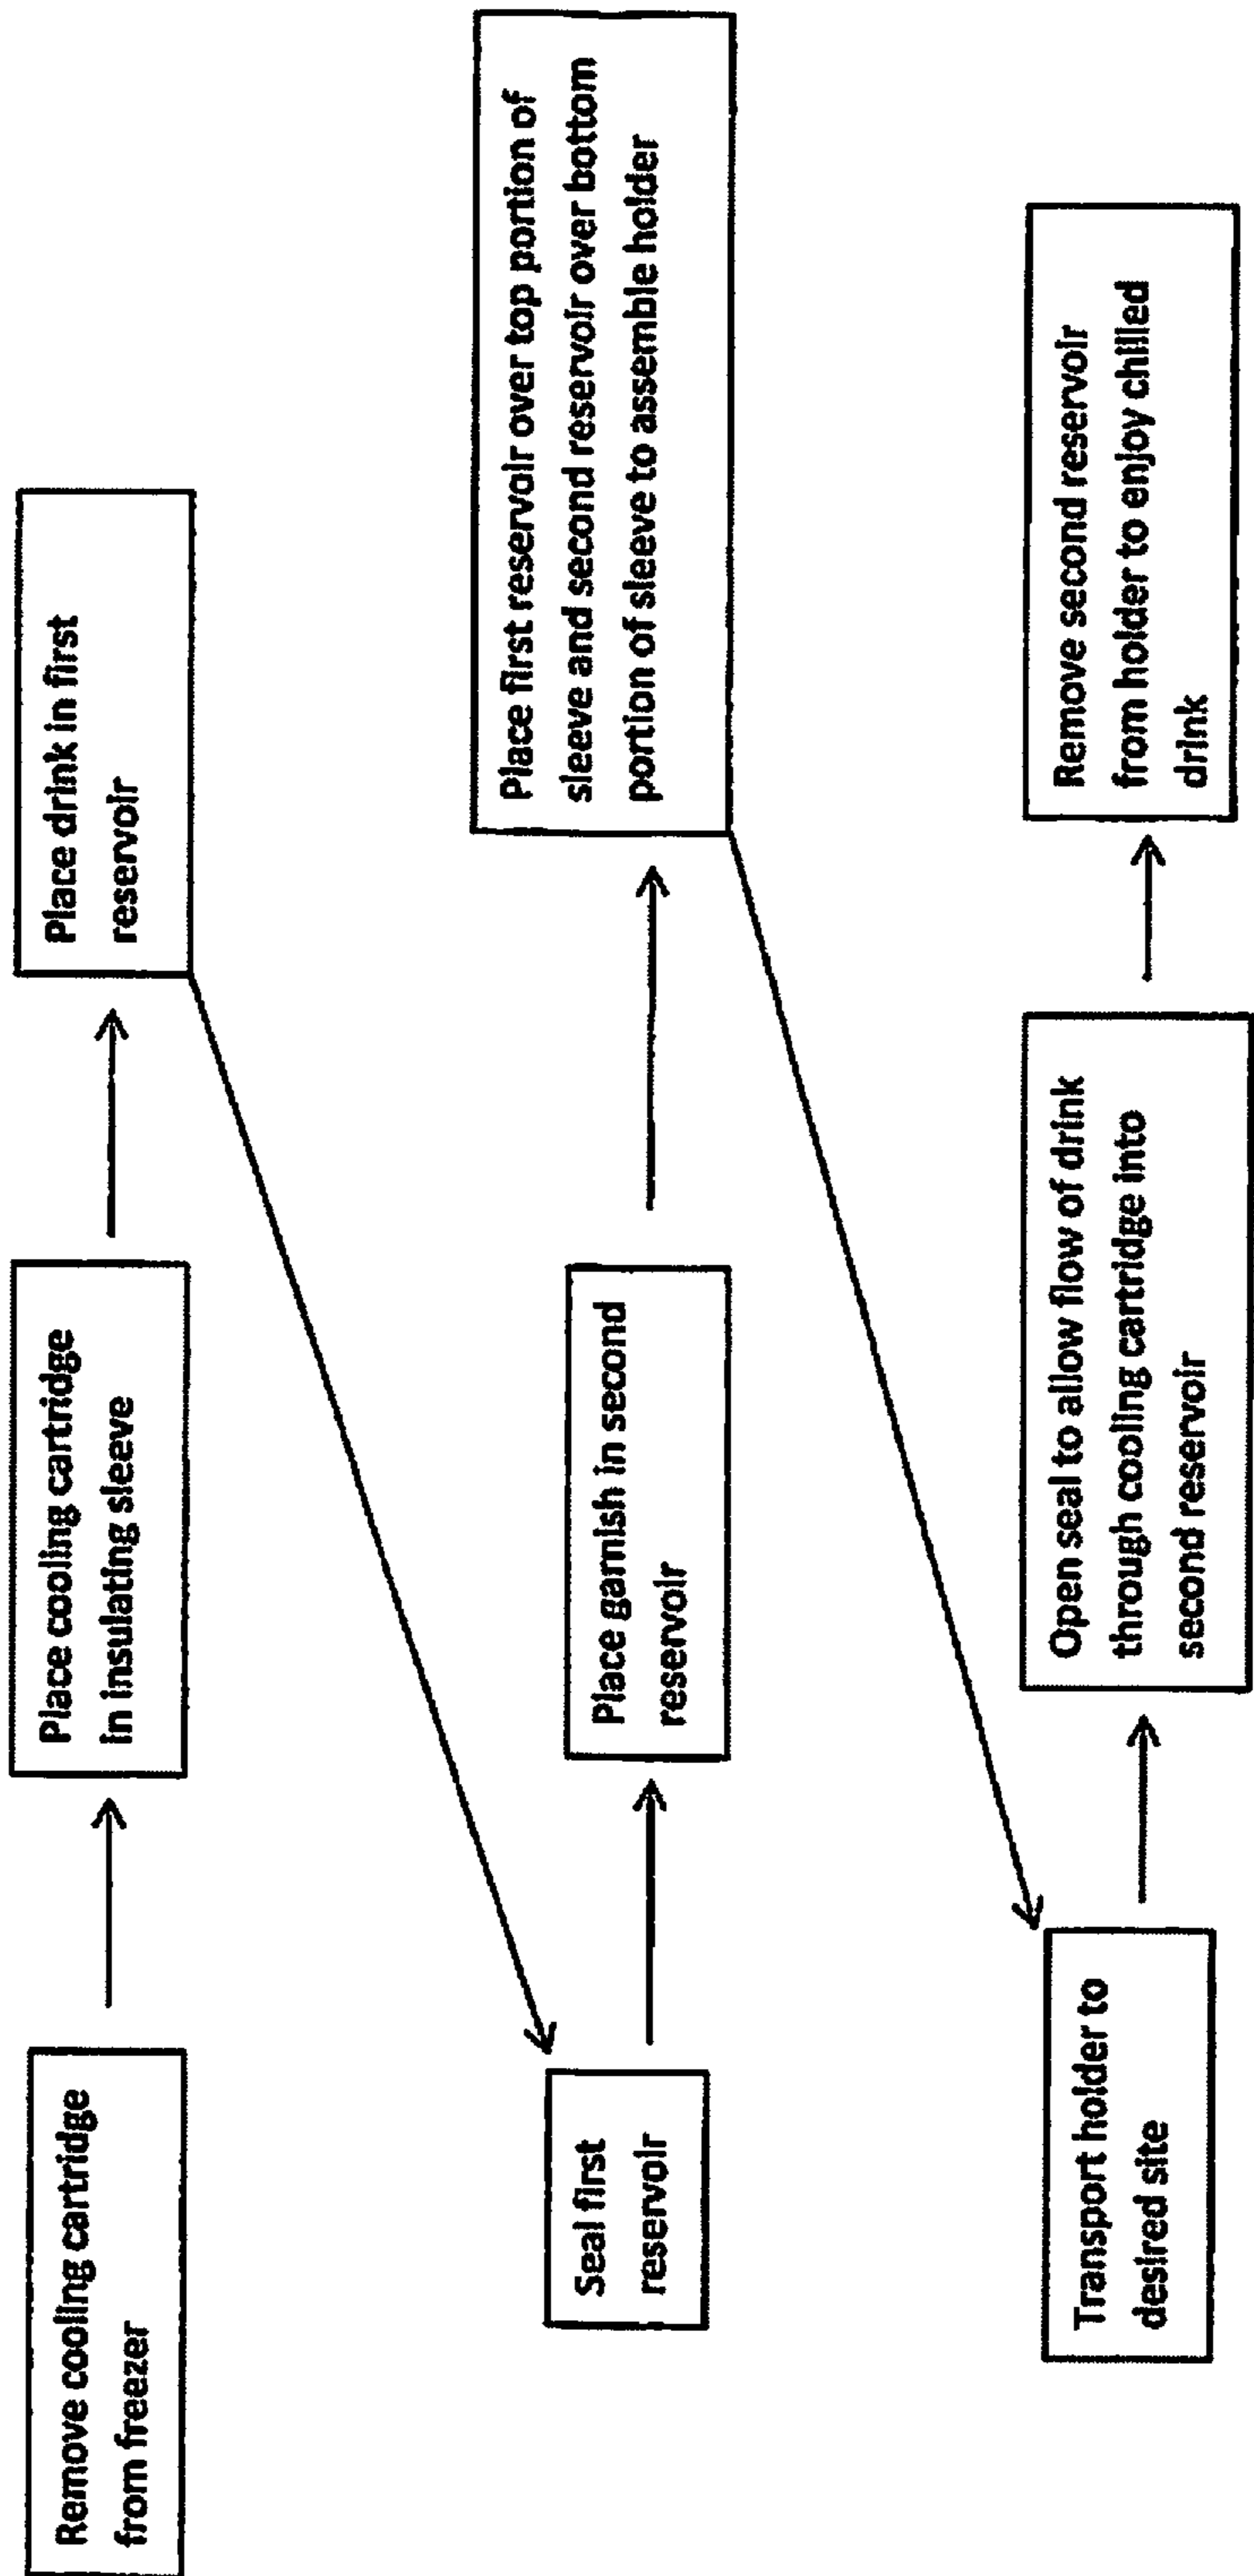 Remove cooling cartridge
from freezer
Place cooling cartridge
in insulating sleeve
Place drink in first
reservoir
Seal first
reservoir
Place garnish in second
reservoir
Place first reservoir over top portion of
sleeve and second reservoir over bottom
portion of sleeve to assemble holder
Transport holder to
desired site
Open seal to allow flow of drink
through cooling cartridge into
second reservoir
Remove second reservoir
from holder to enjoy chilled
drink